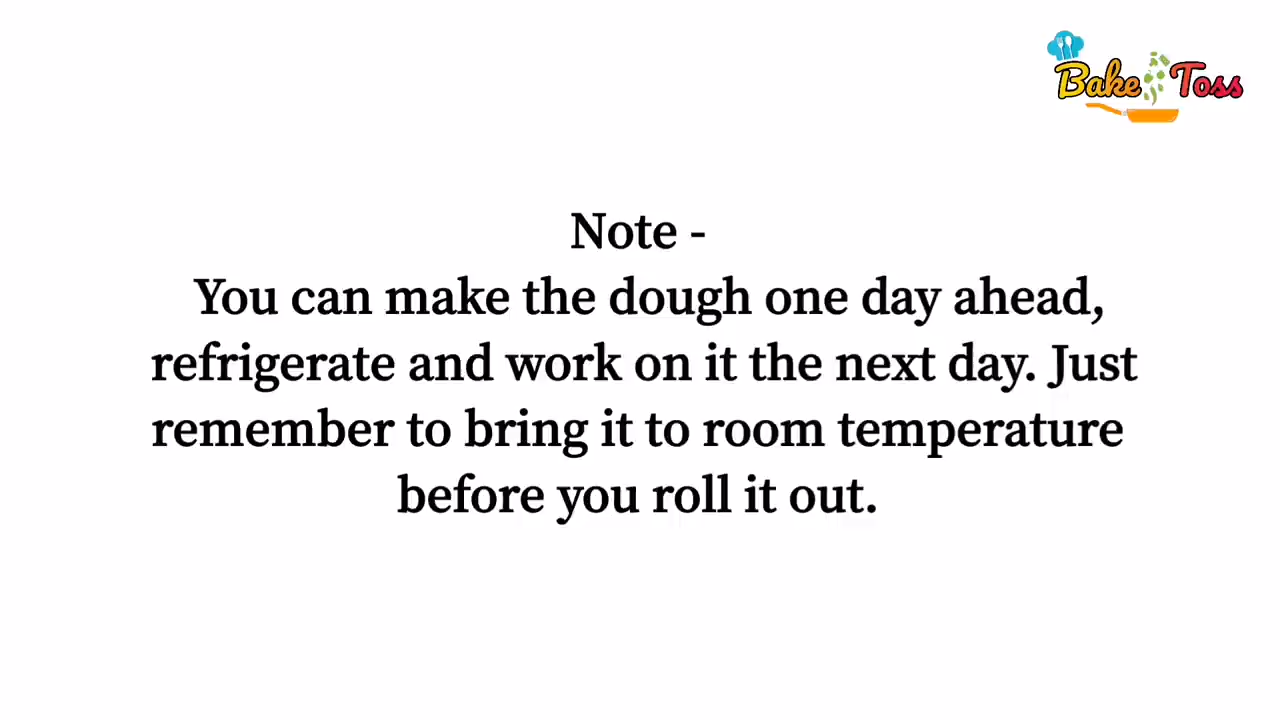 Bake Toss
Note -
You can make the dough one day ahead,
refrigerate and work on it the next day. Just
remember to bring it to room temperature
before you roll it out.